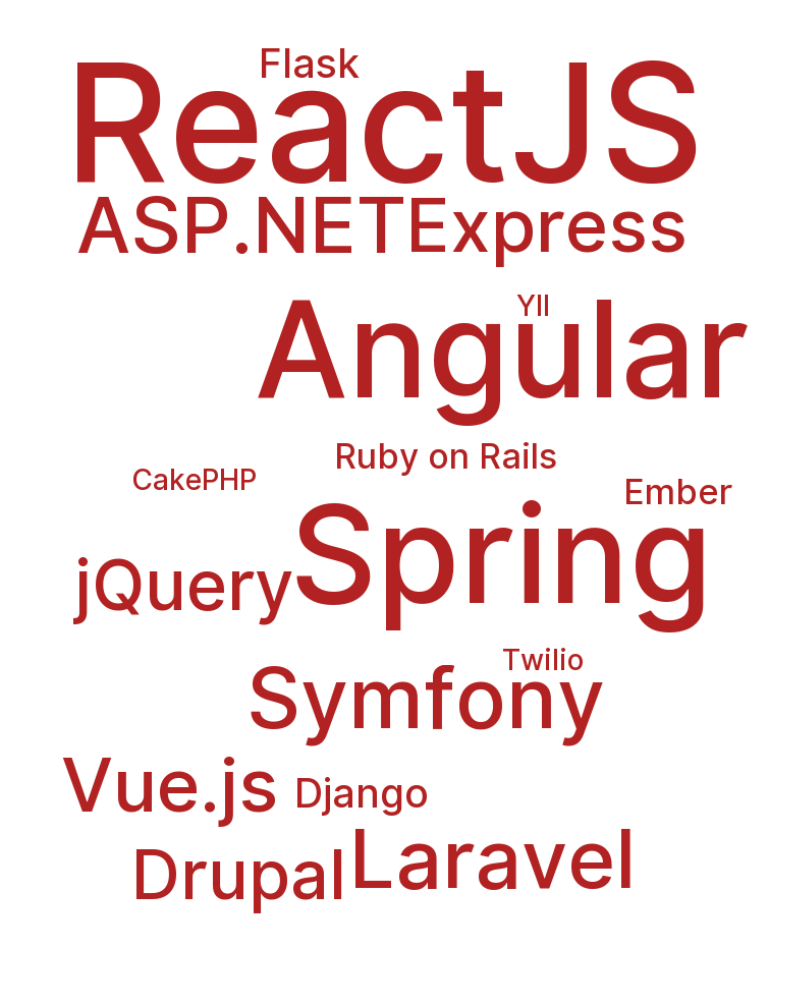 Flask
ReactJS
ASP.NET Express
YII
Angular
Ruby on Rails
CakePHP
Ember
Spring
jQuery
Twilio
Symfony
Vue.js Django
Laravel
Drupal